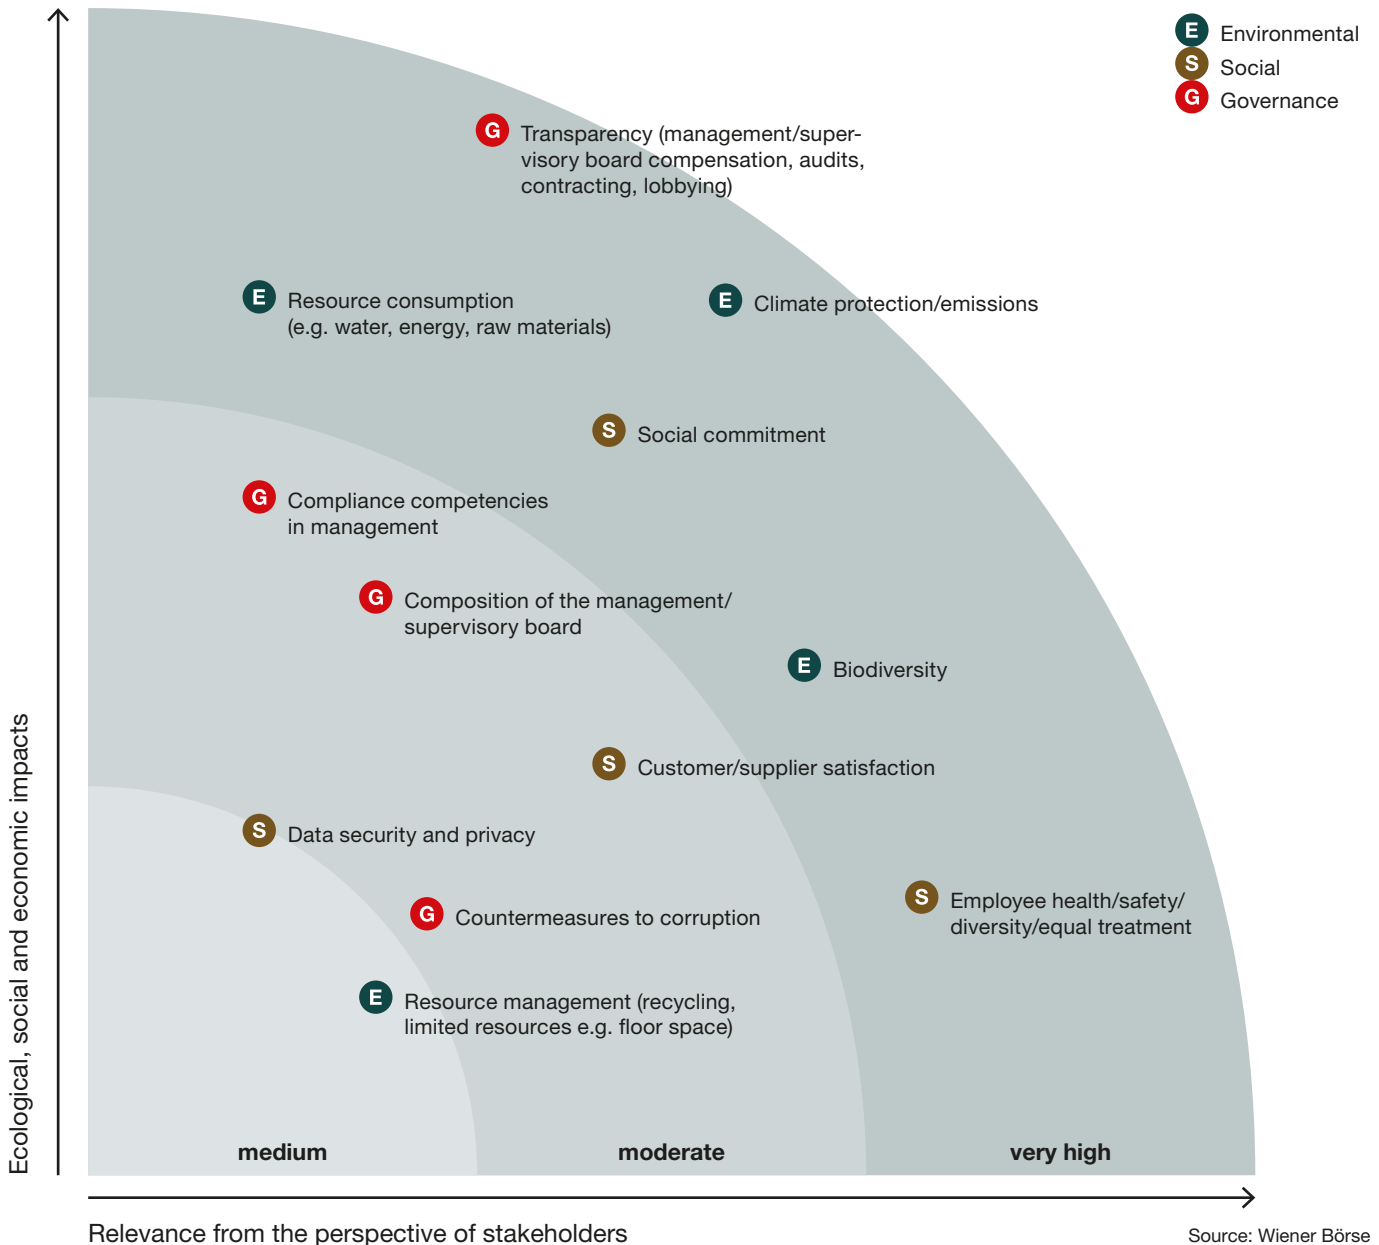 E Environmental
S Social
G Governance
G Transparency (management/super-
visory board compensation, audits,
contracting, lobbying)
E Resource consumption
(e.g. water, energy, raw materials)
E Climate protection/emissions
S Social commitment
G Compliance competencies
in management
G Composition of the management/
supervisory board
E Biodiversity
S Customer/supplier satisfaction
S Data security and privacy
S Employee health/safety/
diversity/equal treatment
G Countermeasures to corruption
E Resource management (recycling,
limited resources e.g. floor space)
medium
moderate
very high
Ecological, social and economic impacts
Relevance from the perspective of stakeholders
Source: Wiener Börse